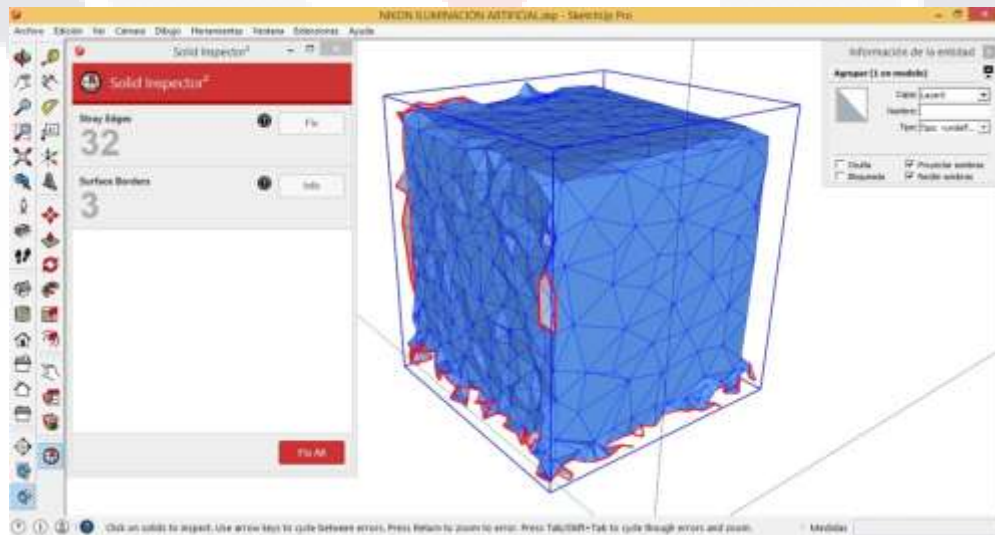 NIKON ILUMINACIÓN ARTIFICIAL.skp - SketchUp Pro
Archivo Edición Ver Cámara Dibujo Herramientas Ventana Extensiones Ayuda
Solid Inspector²
Solid Inspector²
Stray Edges
32
Fix
Surface Borders
3
Info
Fix All
Información de la entidad
Agrupar (1 en modelo)
Capa: Layer0
Nombre:
Tipo:
Oculta
Proyectar sombras
Bloqueada
Recibir sombras
Click on solids to inspect. Use arrow keys to cycle between errors. Press Return to zoom to error. Press Tab/Shift+Tab to cycle though errors and zoom.
Medidas